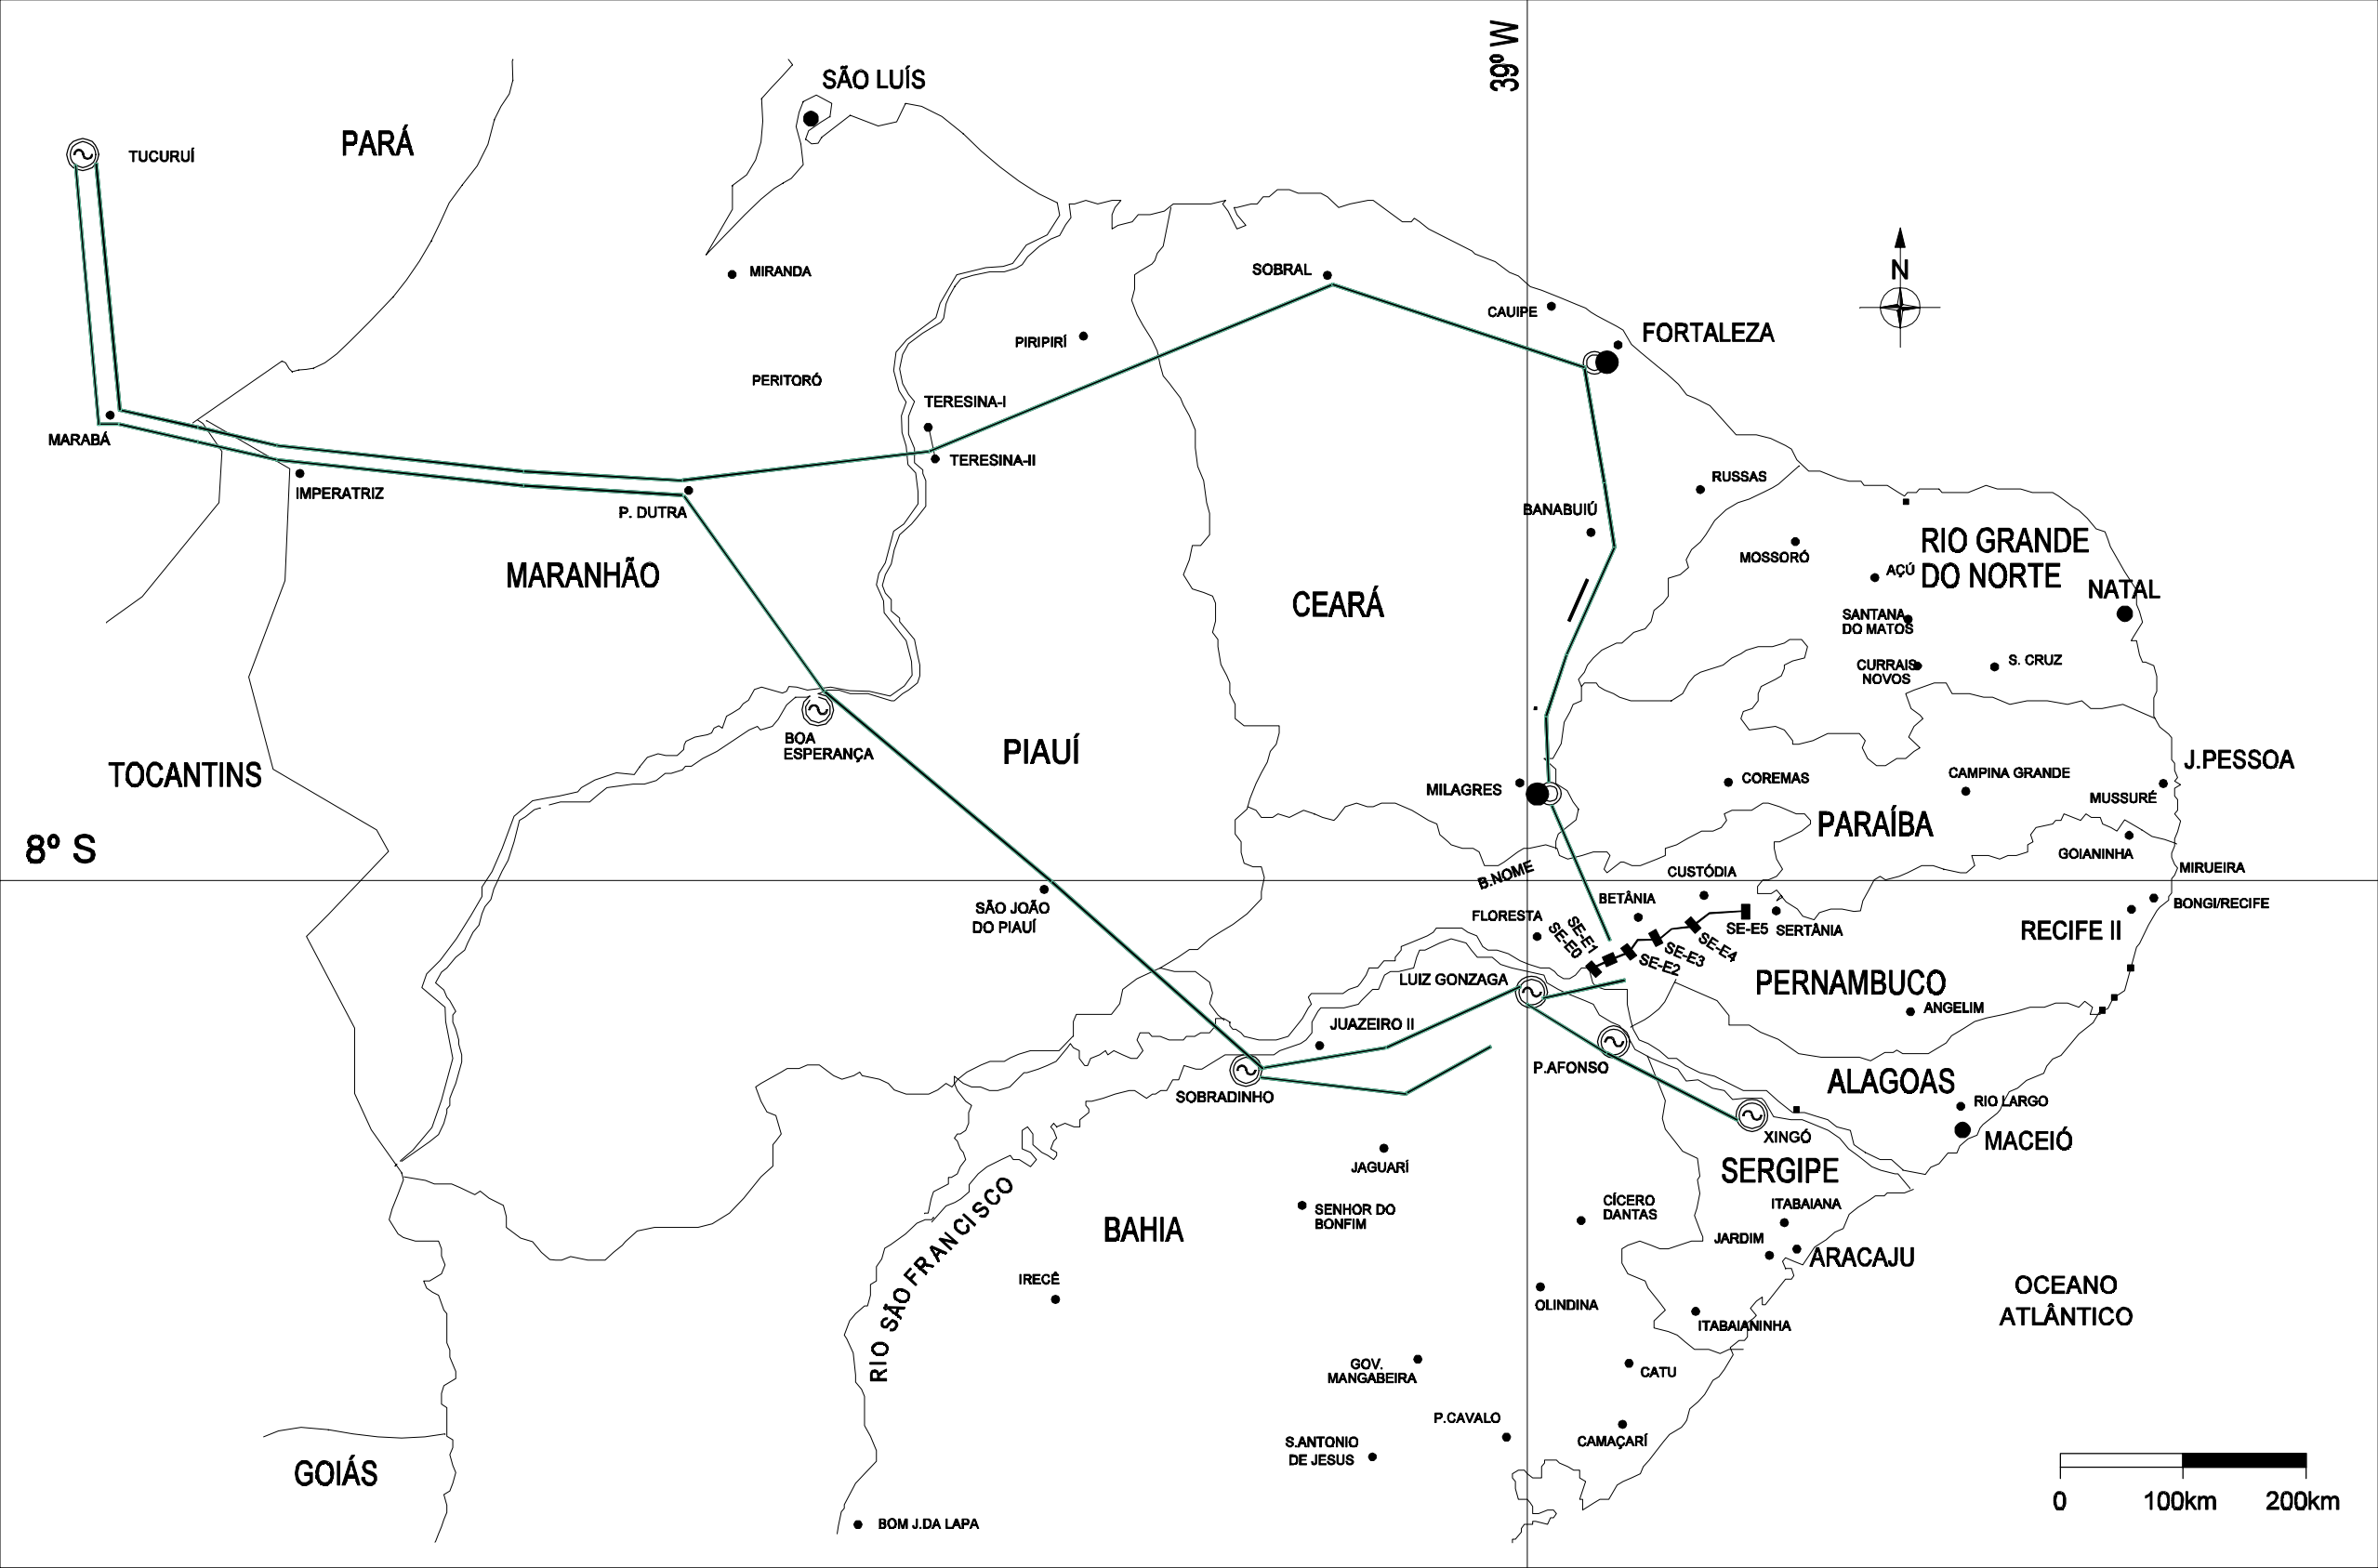 39º W
SÃO LUÍS
PARÁ
TUCURUÍ
MIRANDA
SOBRAL
N
CAUIPE
FORTALEZA
PIRIPIRÍ
PERITORÓ
TERESINA-I
MARABÁ
TERESINA-II
IMPERATRIZ
P. DUTRA
RUSSAS
BANABUIÚ
MOSSORÓ
RIO GRANDE
DO NORTE
AÇÚ
MARANHÃO
CEARÁ
NATAL
SANTANA
DO MATOS
CURRAIS
NOVOS
S. CRUZ
BOA
ESPERANÇA
PIAUÍ
TOCANTINS
J.PESSOA
CAMPINA GRANDE
COREMAS
MILAGRES
MUSSURÉ
PARAÍBA
8º S
GOIANINHA
MIRUEIRA
B.NOME
CUSTÓDIA
BETÂNIA
BONGI/RECIFE
SÃO JOÃO
DO PIAUÍ
FLORESTA
SE-E0
SE-E1
SE-E2
SE-E3
SE-E4
SE-E5
SERTÂNIA
RECIFE II
LUIZ GONZAGA
PERNAMBUCO
ANGELIM
JUAZEIRO II
P.AFONSO
SOBRADINHO
ALAGOAS
RIO LARGO
XINGÓ
MACEIÓ
JAGUARÍ
SERGIPE
SENHOR DO
BONFIM
CÍCERO
DANTAS
ITABAIANA
RIO SÃO FRANCISCO
BAHIA
JARDIM
ARACAJU
IRECÊ
OLINDINA
OCEANO
ATLÂNTICO
ITABAIANINHA
GOV.
MANGABEIRA
CATU
P.CAVALO
CAMAÇARÍ
S.ANTONIO
DE JESUS
GOIÁS
BOM J.DA LAPA
0 100km 200km